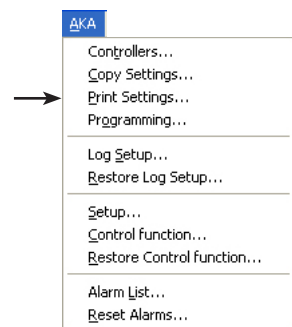 AKA
Controllers...
Copy Settings...
Print Settings...
Programming...
Log Setup...
Restore Log Setup...
Setup...
Control function...
Restore Control function...
Alarm List...
Reset Alarms...